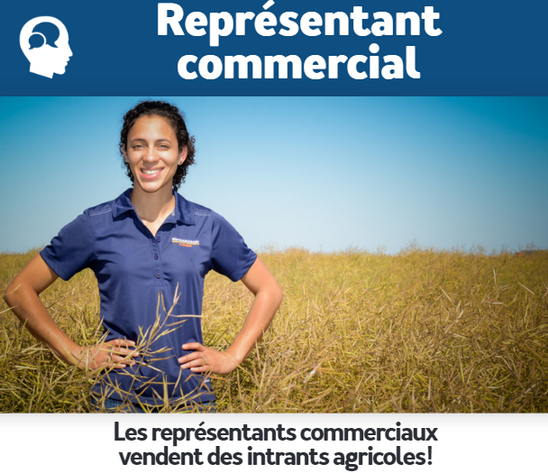 Représentant
commercial
Les représentants commerciaux
vendent des intrants agricoles!